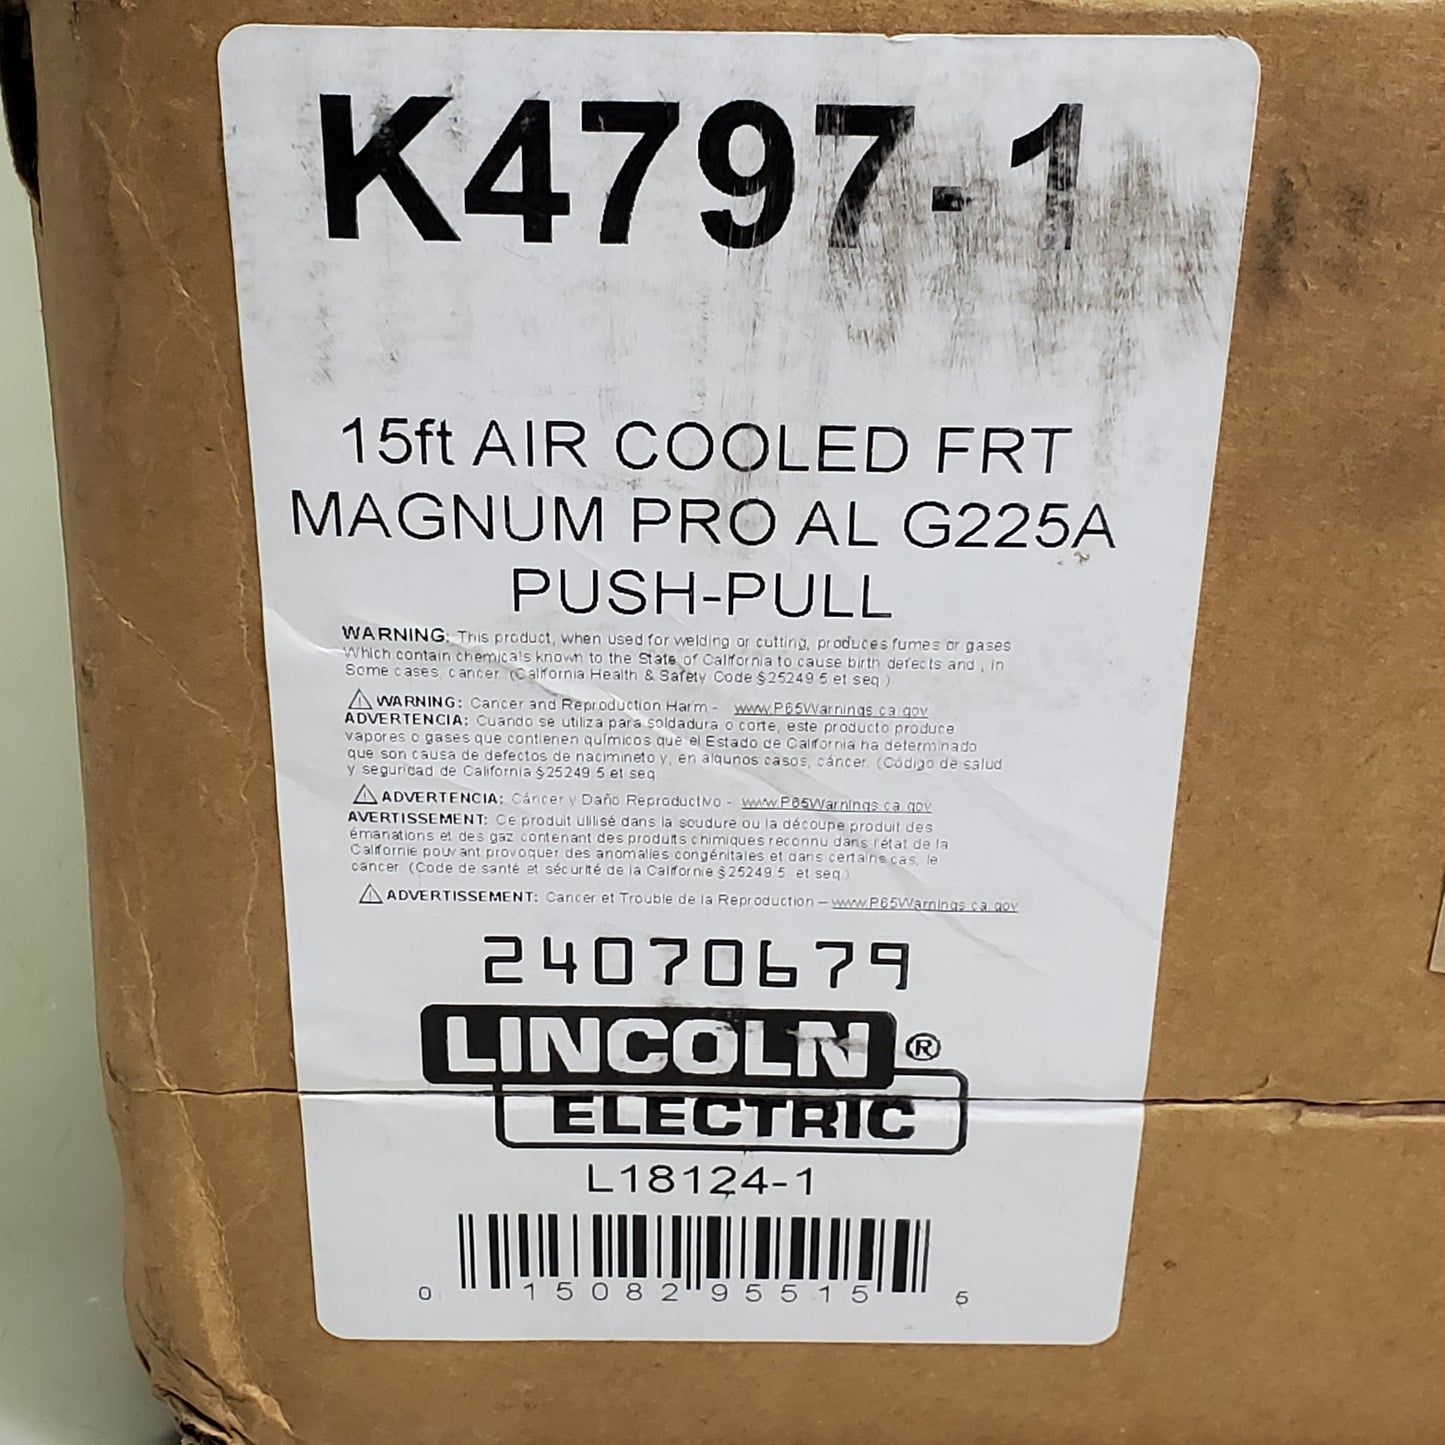 K4797-1
15ft AIR COOLED FRT
MAGNUM PRO AL G225A
PUSH-PULL
WARNING: This product, when used for welding or cutting, produces fumes or gases
Which contain chemicals known to the State of California to cause birth defects and , in
Some cases, cancer. (California Health & Safety Code §25249.5 et seq.)
⚠ WARNING: Cancer and Reproduction Harm - www.P65Warnings.ca.gov
ADVERTENCIA: Cuando se utiliza para soldadura o corte, este producto produce
vapores o gases que contienen químicos que el Estado de California ha determinado
que son causa de defectos de nacimineto y, en alqunos casos, cáncer. (Código de salud
y seguridad de California §25249.5 et seq.
⚠ ADVERTENCIA: Cáncer y Daño Reproductivo - www.P65Warnings.ca.gov
AVERTISSEMENT: Ce produit utilisé dans la soudure ou la découpe produit des
émanations et des gaz contenant des produits chimiques reconnu dans l'état de la
Californie pouvant provoquer des anomalies congénitales et dans certains cas, le
cancer. (Code de santé et sécurité de la Californie §25249.5 et seq.)
⚠ AVERTISSEMENT: Cancer et Trouble de la Reproduction – www.P65Warnings.ca.gov
24070679
LINCOLN ®
ELECTRIC
L18124-1
0 15082 95515 5